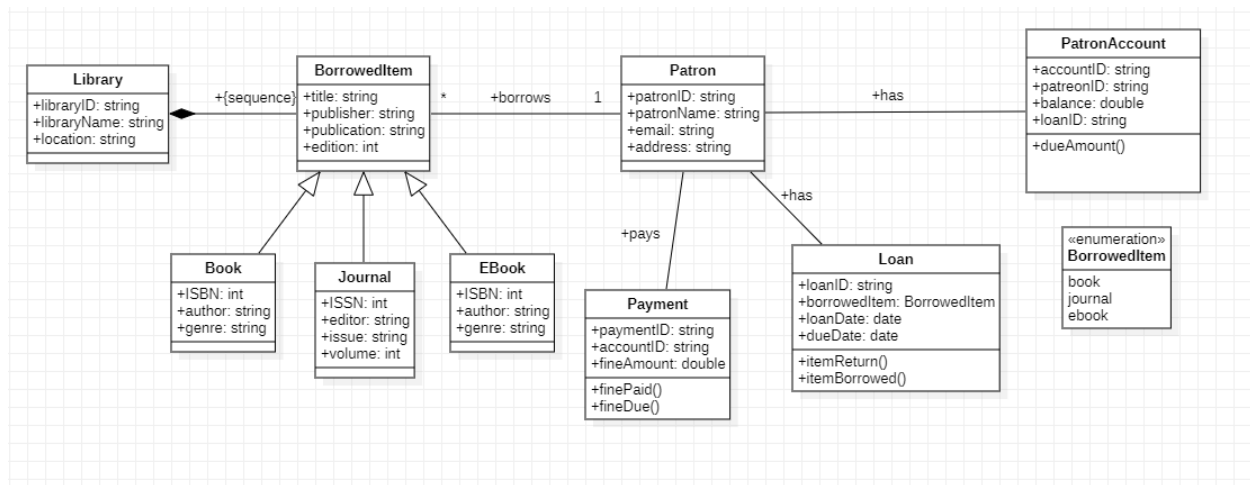 Library
+libraryID: string
+libraryName: string
+location: string
+{sequence}
BorrowedItem
+title: string
+publisher: string
+publication: string
+edition: int
*
+borrows
1
Patron
+patronID: string
+patronName: string
+email: string
+address: string
+has
PatronAccount
+accountID: string
+patreonID: string
+balance: double
+loanID: string
+dueAmount()
Book
+ISBN: int
+author: string
+genre: string
Journal
+ISSN: int
+editor: string
+issue: string
+volume: int
EBook
+ISBN: int
+author: string
+genre: string
+pays
Payment
+paymentID: string
+accountID: string
+fineAmount: double
+finePaid()
+fineDue()
+has
Loan
+loanID: string
+borrowedItem: BorrowedItem
+loanDate: date
+dueDate: date
+itemReturn()
+itemBorrowed()
«enumeration»
BorrowedItem
book
journal
ebook